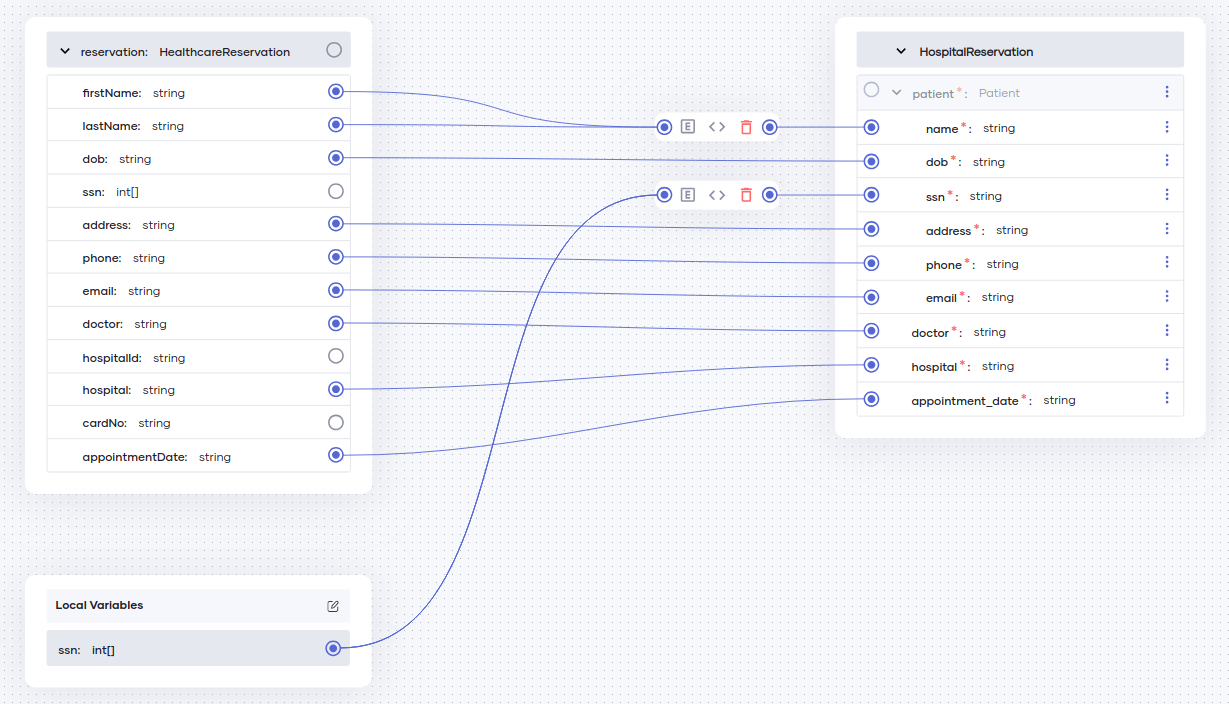 reservation: HealthcareReservation
firstName: string
lastName: string
dob: string
ssn: int[]
address: string
phone: string
email: string
doctor: string
hospitalId: string
hospital: string
cardNo: string
appointmentDate: string
Local Variables
ssn: int[]
E
E
HospitalReservation
patient*: Patient
name*: string
dob*: string
ssn*: string
address*: string
phone*: string
email*: string
doctor*: string
hospital*: string
appointment_date*: string